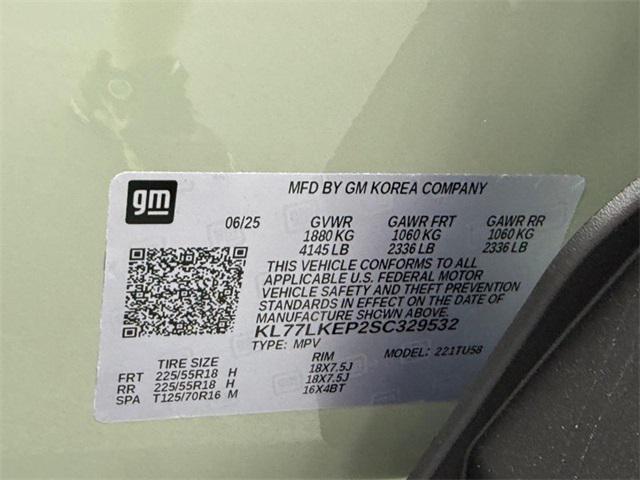 gm
MFD BY GM KOREA COMPANY
06/25 GVWR GAWR FRT GAWR RR
1880 KG 1060 KG 1060 KG
4145 LB 2336 LB 2336 LB
THIS VEHICLE CONFORMS TO ALL
APPLICABLE U.S. FEDERAL MOTOR
VEHICLE SAFETY AND THEFT PREVENTION
STANDARDS IN EFFECT ON THE DATE OF
MANUFACTURE SHOWN ABOVE.
KL77LKEP2SC329532
TYPE: MPV MODEL: 221TU58
TIRE SIZE RIM
FRT 225/55R18 H 18X7.5J
RR 225/55R18 H 18X7.5J
SPA T125/70R16 M 16X4BT